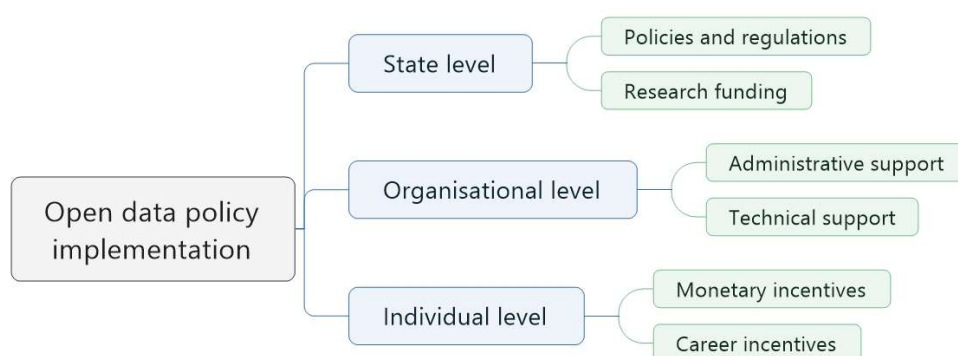 Open data policy
implementation
State level
Policies and regulations
Research funding
Organisational level
Administrative support
Technical support
Individual level
Monetary incentives
Career incentives